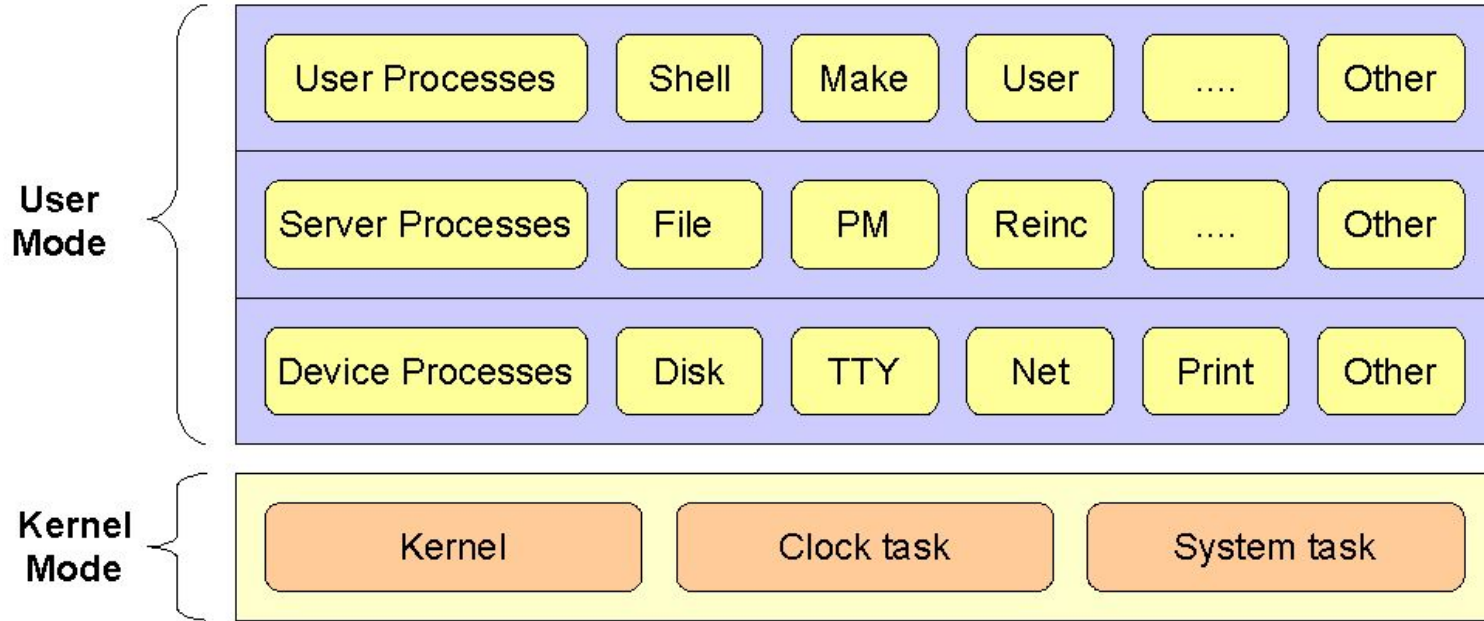 User Processes Shell Make User .... Other
User Mode
Server Processes File PM Reinc .... Other
Device Processes Disk TTY Net Print Other
Kernel Mode
Kernel Clock task System task